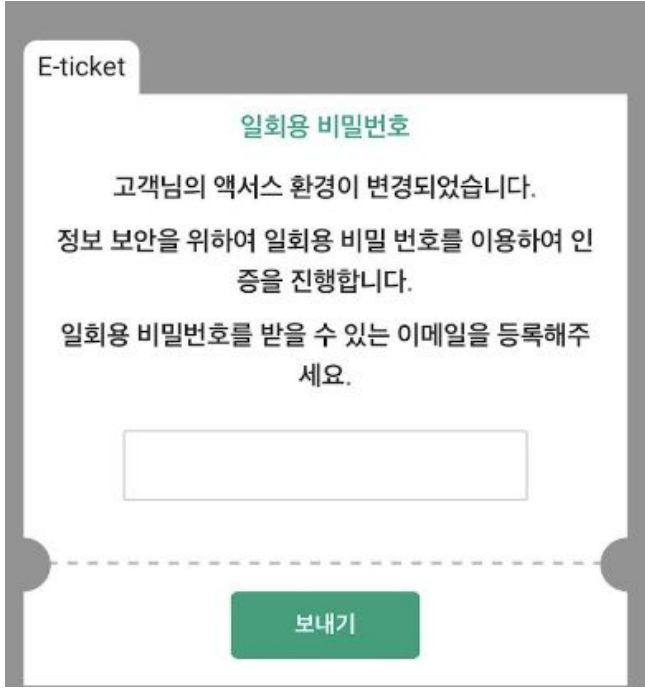 E-ticket
일회용 비밀번호
고객님의 액서스 환경이 변경되었습니다.
정보 보안을 위하여 일회용 비밀 번호를 이용하여 인
증을 진행합니다.
일회용 비밀번호를 받을 수 있는 이메일을 등록해주
세요.
보내기